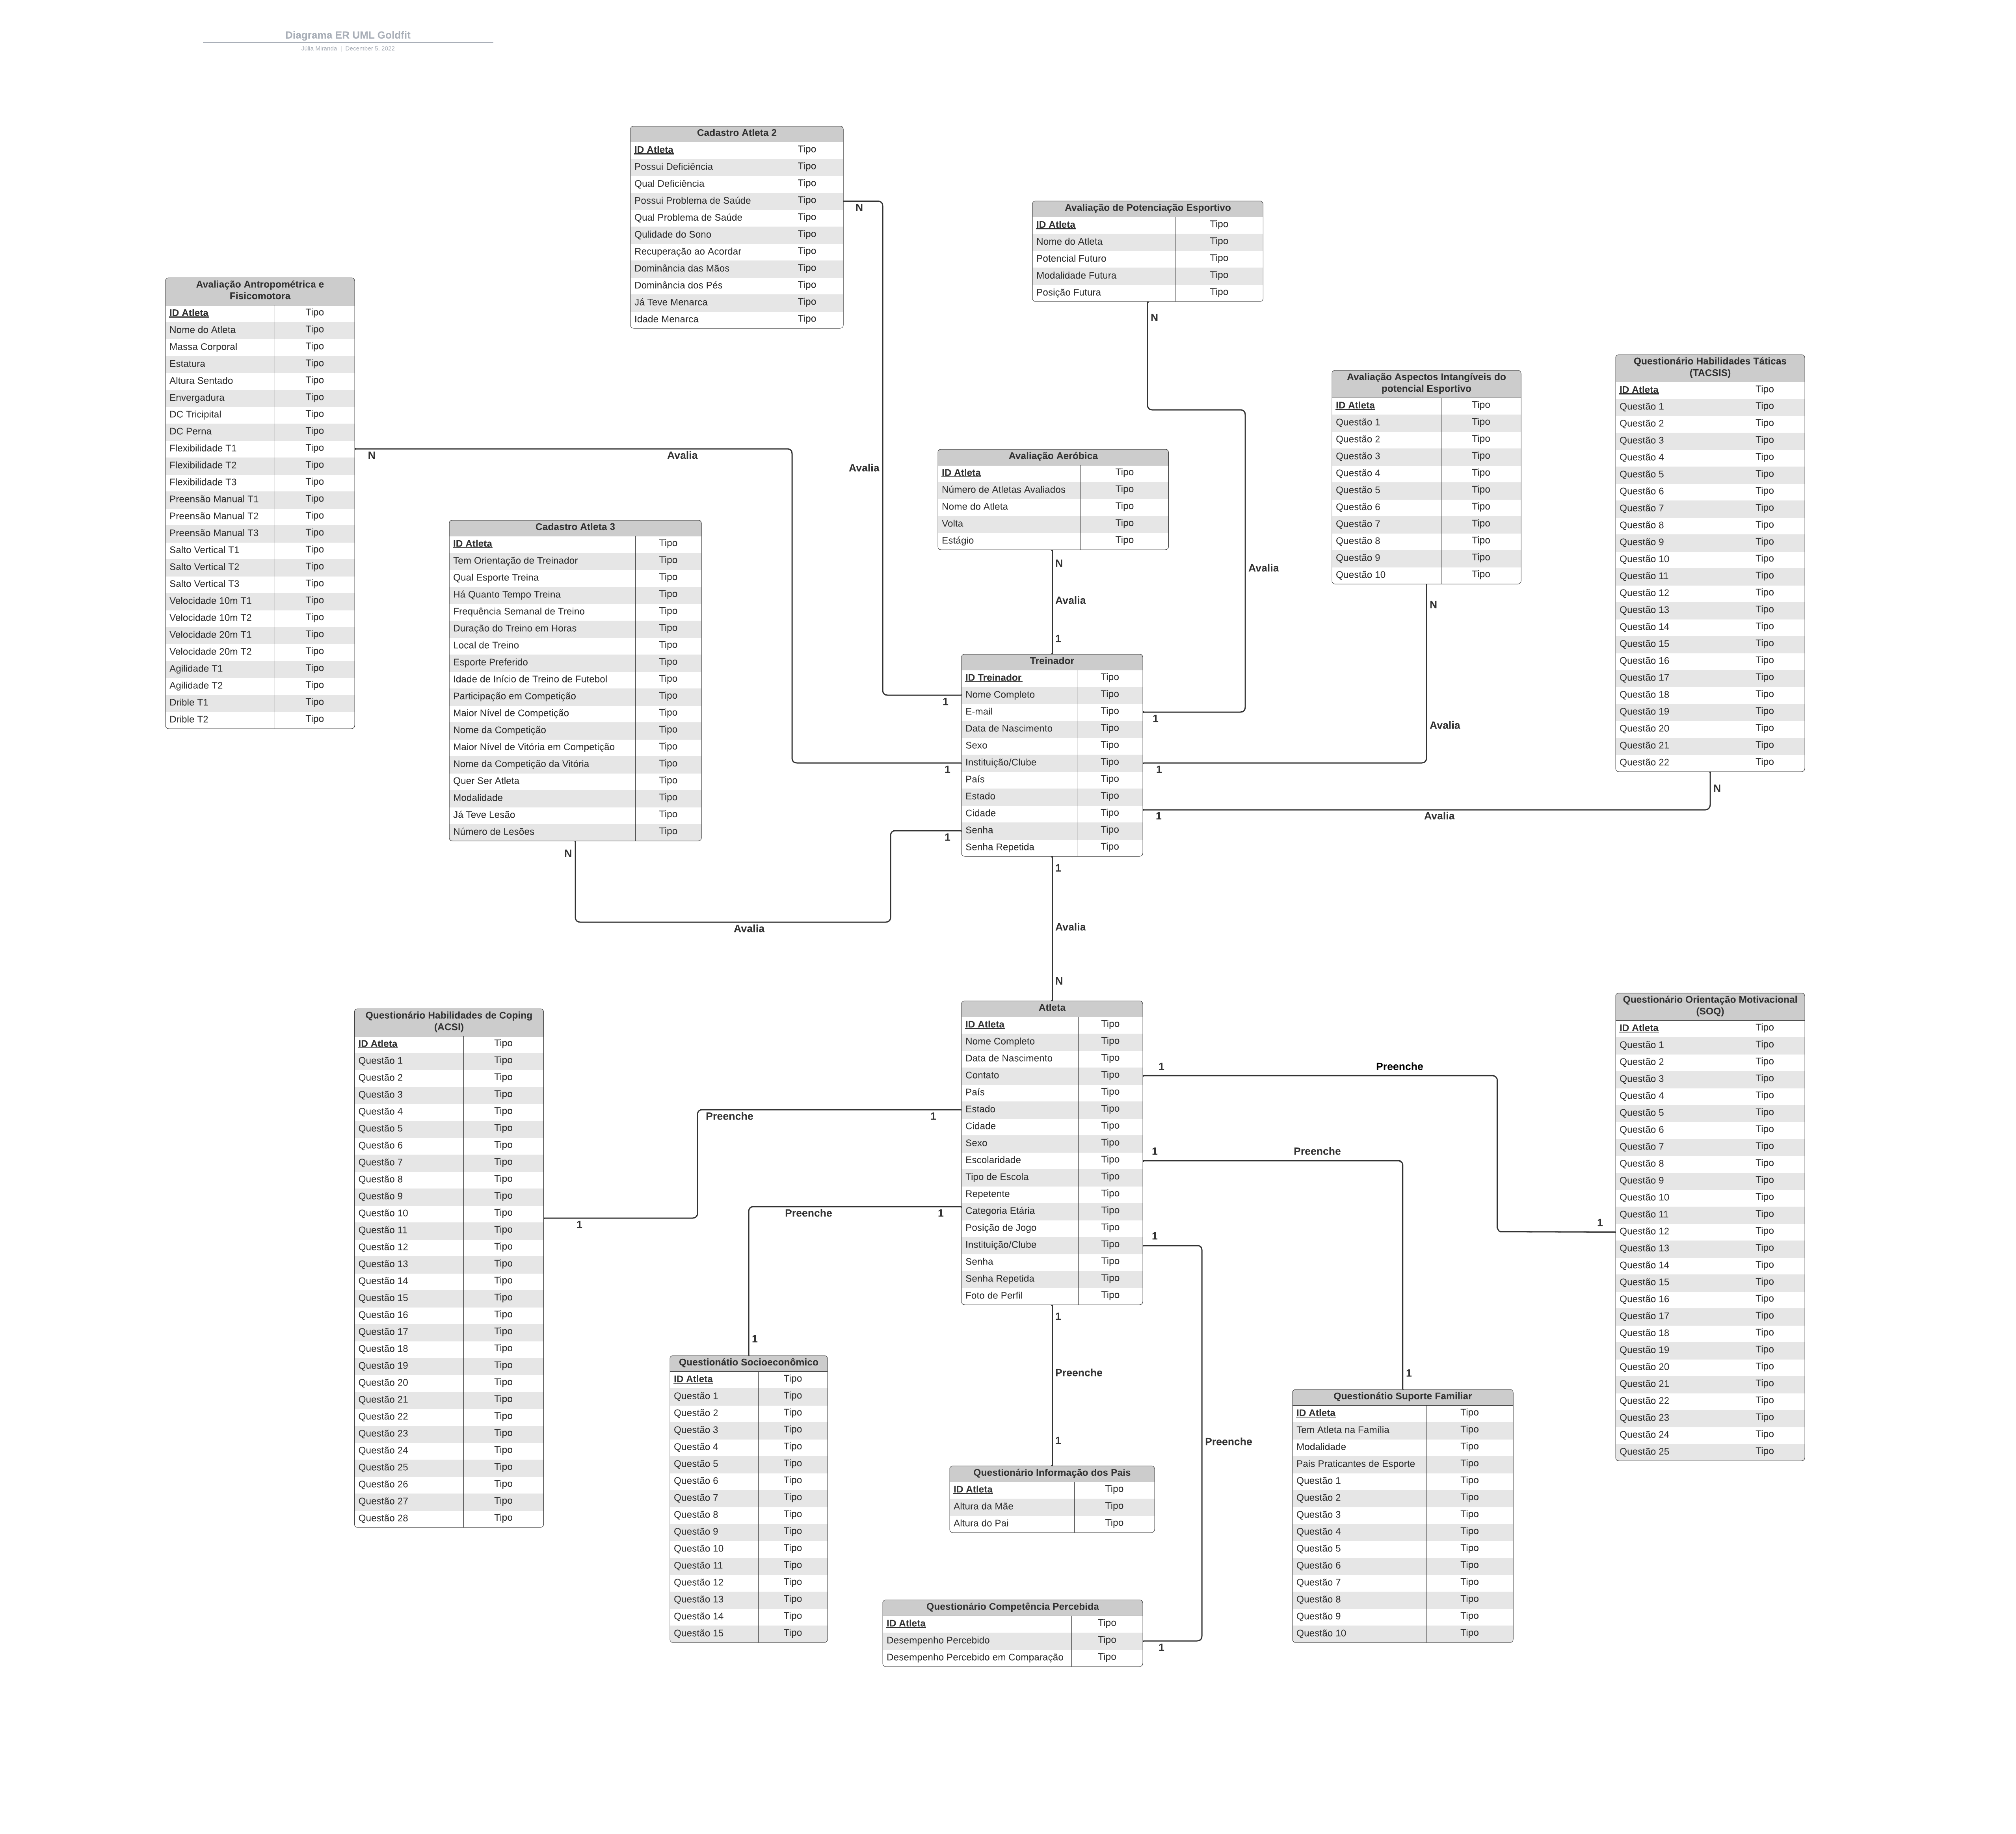 Diagrama ER UML Goldfit
Júlia Miranda | December 5, 2022
Cadastro Atleta 2
ID Atleta Tipo
Possui Deficiência Tipo
Qual Deficiência Tipo
Possui Problema de Saúde Tipo
Qual Problema de Saúde Tipo
Qulidade do Sono Tipo
Recuperação ao Acordar Tipo
Dominância das Mãos Tipo
Dominância dos Pés Tipo
Já Teve Menarca Tipo
Idade Menarca Tipo
N
Avalia
1
Avaliação de Potenciação Esportivo
ID Atleta Tipo
Nome do Atleta Tipo
Potencial Futuro Tipo
Modalidade Futura Tipo
Posição Futura Tipo
N
Avalia
1
Avaliação Antropométrica e
Fisicomotora
ID Atleta Tipo
Nome do Atleta Tipo
Massa Corporal Tipo
Estatura Tipo
Altura Sentado Tipo
Envergadura Tipo
DC Tricipital Tipo
DC Perna Tipo
Flexibilidade T1 Tipo
Flexibilidade T2 Tipo
Flexibilidade T3 Tipo
Preensão Manual T1 Tipo
Preensão Manual T2 Tipo
Preensão Manual T3 Tipo
Salto Vertical T1 Tipo
Salto Vertical T2 Tipo
Salto Vertical T3 Tipo
Velocidade 10m T1 Tipo
Velocidade 10m T2 Tipo
Velocidade 20m T1 Tipo
Velocidade 20m T2 Tipo
Agilidade T1 Tipo
Agilidade T2 Tipo
Drible T1 Tipo
Drible T2 Tipo
N
Avalia
1
Avaliação Aspectos Intangíveis do
potencial Esportivo
ID Atleta Tipo
Questão 1 Tipo
Questão 2 Tipo
Questão 3 Tipo
Questão 4 Tipo
Questão 5 Tipo
Questão 6 Tipo
Questão 7 Tipo
Questão 8 Tipo
Questão 9 Tipo
Questão 10 Tipo
N
Avalia
1
Questionário Habilidades Táticas
(TACSIS)
ID Atleta Tipo
Questão 1 Tipo
Questão 2 Tipo
Questão 3 Tipo
Questão 4 Tipo
Questão 5 Tipo
Questão 6 Tipo
Questão 7 Tipo
Questão 8 Tipo
Questão 9 Tipo
Questão 10 Tipo
Questão 11 Tipo
Questão 12 Tipo
Questão 13 Tipo
Questão 14 Tipo
Questão 15 Tipo
Questão 16 Tipo
Questão 17 Tipo
Questão 18 Tipo
Questão 19 Tipo
Questão 20 Tipo
Questão 21 Tipo
Questão 22 Tipo
N
Avalia
1
Avaliação Aeróbica
ID Atleta Tipo
Número de Atletas Avaliados Tipo
Nome do Atleta Tipo
Volta Tipo
Estágio Tipo
N
Avalia
1
Cadastro Atleta 3
ID Atleta Tipo
Tem Orientação de Treinador Tipo
Qual Esporte Treina Tipo
Há Quanto Tempo Treina Tipo
Frequência Semanal de Treino Tipo
Duração do Treino em Horas Tipo
Local de Treino Tipo
Esporte Preferido Tipo
Idade de Início de Treino de Futebol Tipo
Participação em Competição Tipo
Maior Nível de Competição Tipo
Nome da Competição Tipo
Maior Nível de Vitória em Competição Tipo
Nome da Competição da Vitória Tipo
Quer Ser Atleta Tipo
Modalidade Tipo
Já Teve Lesão Tipo
Número de Lesões Tipo
N
Avalia
1
Treinador
ID Treinador Tipo
Nome Completo Tipo
E-mail Tipo
Data de Nascimento Tipo
Sexo Tipo
Instituição/Clube Tipo
País Tipo
Estado Tipo
Cidade Tipo
Senha Tipo
Senha Repetida Tipo
1
Avalia
N
Atleta
ID Atleta Tipo
Nome Completo Tipo
Data de Nascimento Tipo
Contato Tipo
País Tipo
Estado Tipo
Cidade Tipo
Sexo Tipo
Escolaridade Tipo
Tipo de Escola Tipo
Repetente Tipo
Categoria Etária Tipo
Posição de Jogo Tipo
Instituição/Clube Tipo
Senha Tipo
Senha Repetida Tipo
Foto de Perfil Tipo
Questionário Habilidades de Coping
(ACSI)
ID Atleta Tipo
Questão 1 Tipo
Questão 2 Tipo
Questão 3 Tipo
Questão 4 Tipo
Questão 5 Tipo
Questão 6 Tipo
Questão 7 Tipo
Questão 8 Tipo
Questão 9 Tipo
Questão 10 Tipo
Questão 11 Tipo
Questão 12 Tipo
Questão 13 Tipo
Questão 14 Tipo
Questão 15 Tipo
Questão 16 Tipo
Questão 17 Tipo
Questão 18 Tipo
Questão 19 Tipo
Questão 20 Tipo
Questão 21 Tipo
Questão 22 Tipo
Questão 23 Tipo
Questão 24 Tipo
Questão 25 Tipo
Questão 26 Tipo
Questão 27 Tipo
Questão 28 Tipo
1
Preenche
1
Questionário Orientação Motivacional
(SOQ)
ID Atleta Tipo
Questão 1 Tipo
Questão 2 Tipo
Questão 3 Tipo
Questão 4 Tipo
Questão 5 Tipo
Questão 6 Tipo
Questão 7 Tipo
Questão 8 Tipo
Questão 9 Tipo
Questão 10 Tipo
Questão 11 Tipo
Questão 12 Tipo
Questão 13 Tipo
Questão 14 Tipo
Questão 15 Tipo
Questão 16 Tipo
Questão 17 Tipo
Questão 18 Tipo
Questão 19 Tipo
Questão 20 Tipo
Questão 21 Tipo
Questão 22 Tipo
Questão 23 Tipo
Questão 24 Tipo
Questão 25 Tipo
1
Preenche
1
Questionátio Socioeconômico
ID Atleta Tipo
Questão 1 Tipo
Questão 2 Tipo
Questão 3 Tipo
Questão 4 Tipo
Questão 5 Tipo
Questão 6 Tipo
Questão 7 Tipo
Questão 8 Tipo
Questão 9 Tipo
Questão 10 Tipo
Questão 11 Tipo
Questão 12 Tipo
Questão 13 Tipo
Questão 14 Tipo
Questão 15 Tipo
Preenche
1
1
Questionário Informação dos Pais
ID Atleta Tipo
Altura da Mãe Tipo
Altura do Pai Tipo
1
Preenche
1
Questionário Competência Percebida
ID Atleta Tipo
Desempenho Percebido Tipo
Desempenho Percebido em Comparação Tipo
1
Preenche
1
Questionátio Suporte Familiar
ID Atleta Tipo
Tem Atleta na Família Tipo
Modalidade Tipo
Pais Praticantes de Esporte Tipo
Questão 1 Tipo
Questão 2 Tipo
Questão 3 Tipo
Questão 4 Tipo
Questão 5 Tipo
Questão 6 Tipo
Questão 7 Tipo
Questão 8 Tipo
Questão 9 Tipo
Questão 10 Tipo
1
Preenche
1